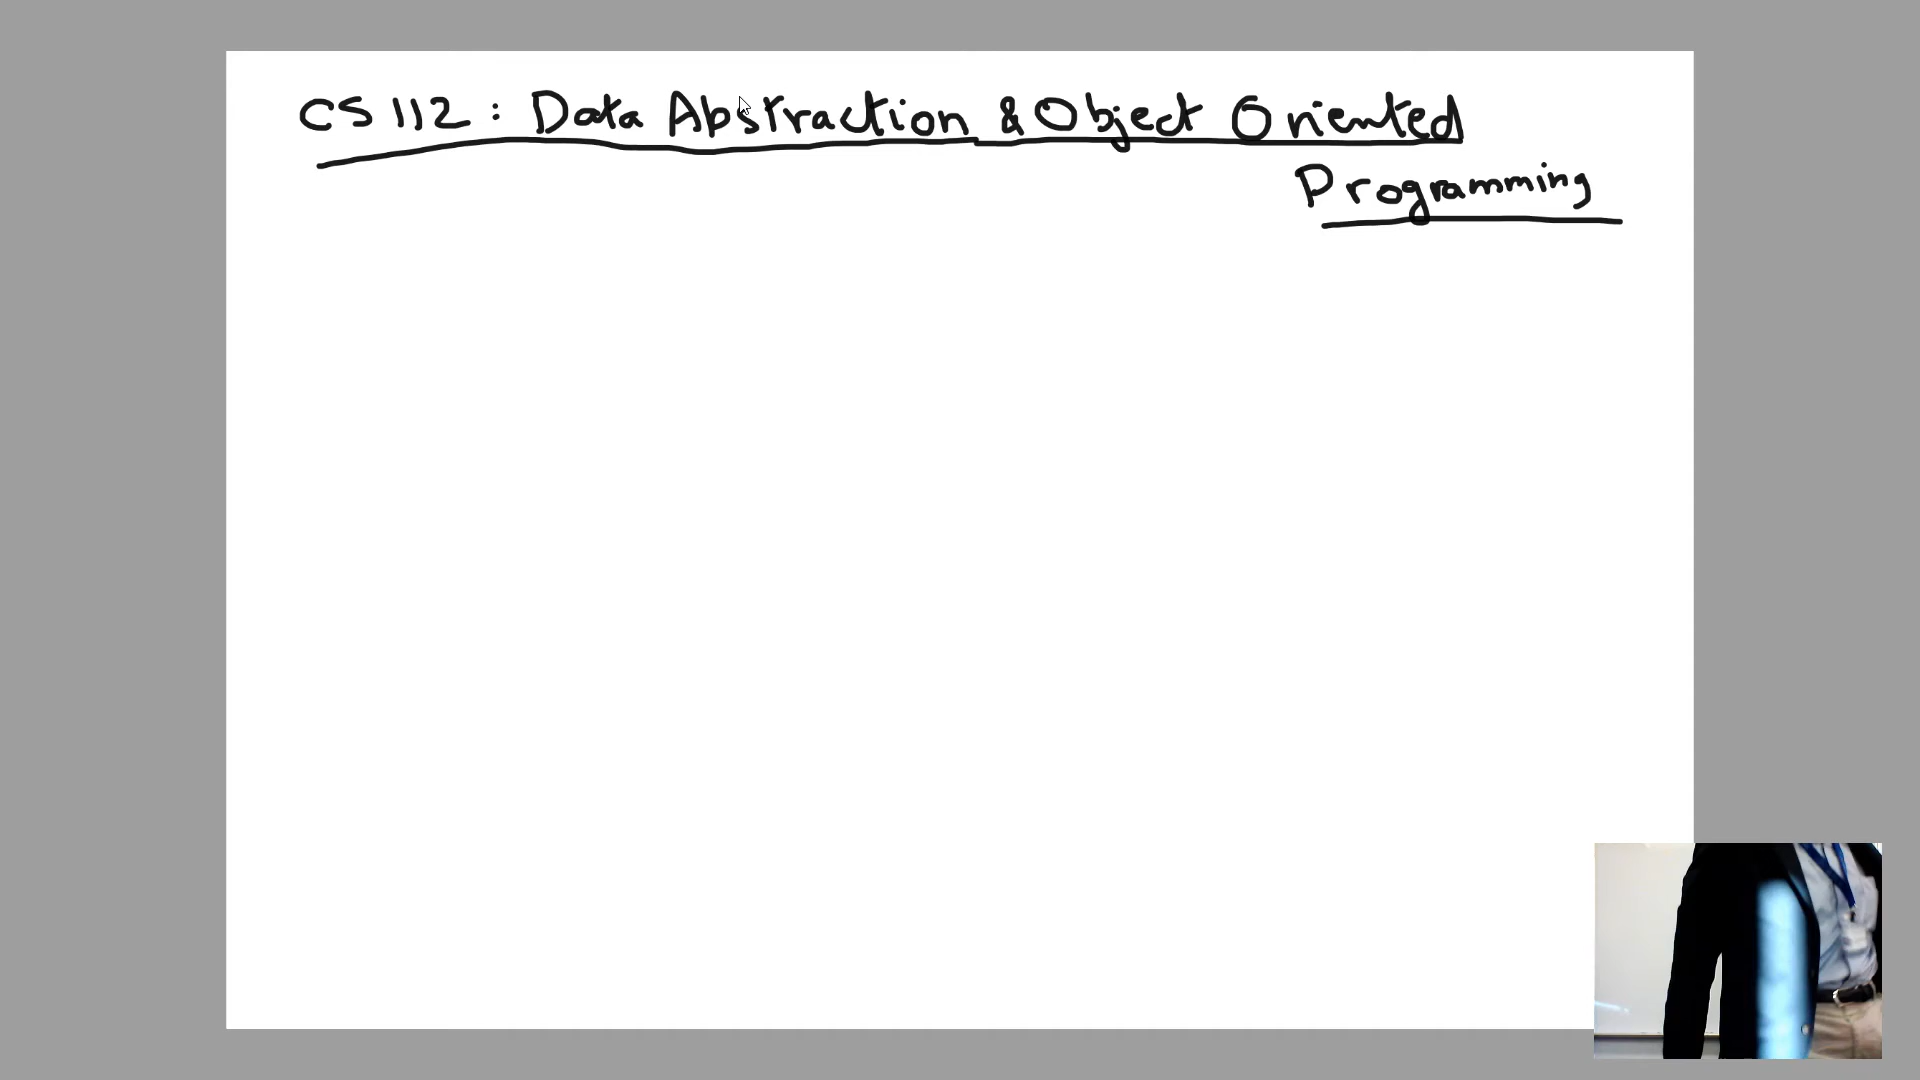 CS 112 : Data Abstraction & Object Oriented
Programming